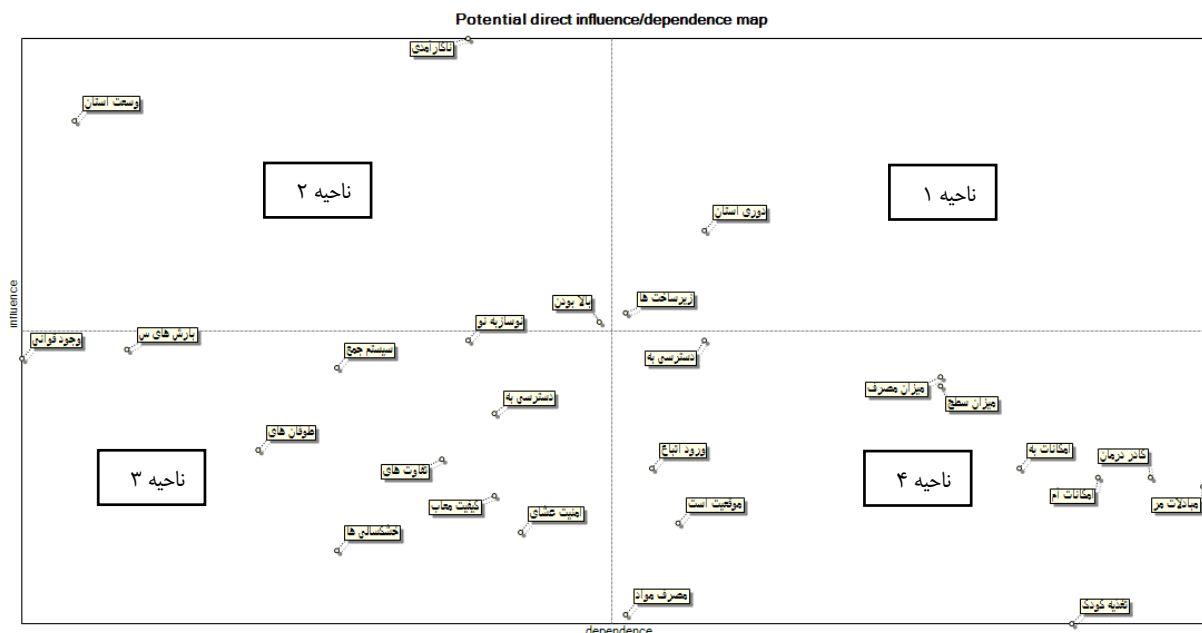 Potential direct influence/dependence map
ناکارآمدی
وسعت استان
ناحیه ۲
ناحیه ۱
دوری استان
زیرساخت ها
بالا بودن
نوسازیه نو
influence
وجود قوانی
بارش های س
سیستم جمع
دسترسی به
میزان مصرف
میزان سطح
دسترسی به
طوفان های
ورود اتباع
امکانات به
کادر درمان
تفاوت های
ناحیه ۳
ناحیه ۴
کیفیت معاب
امکانات آم
مبادلات مر
امنیت غشای
موقعیت است
خشکسالی ها
مصرف مواد
تغذیه کودک
dependence